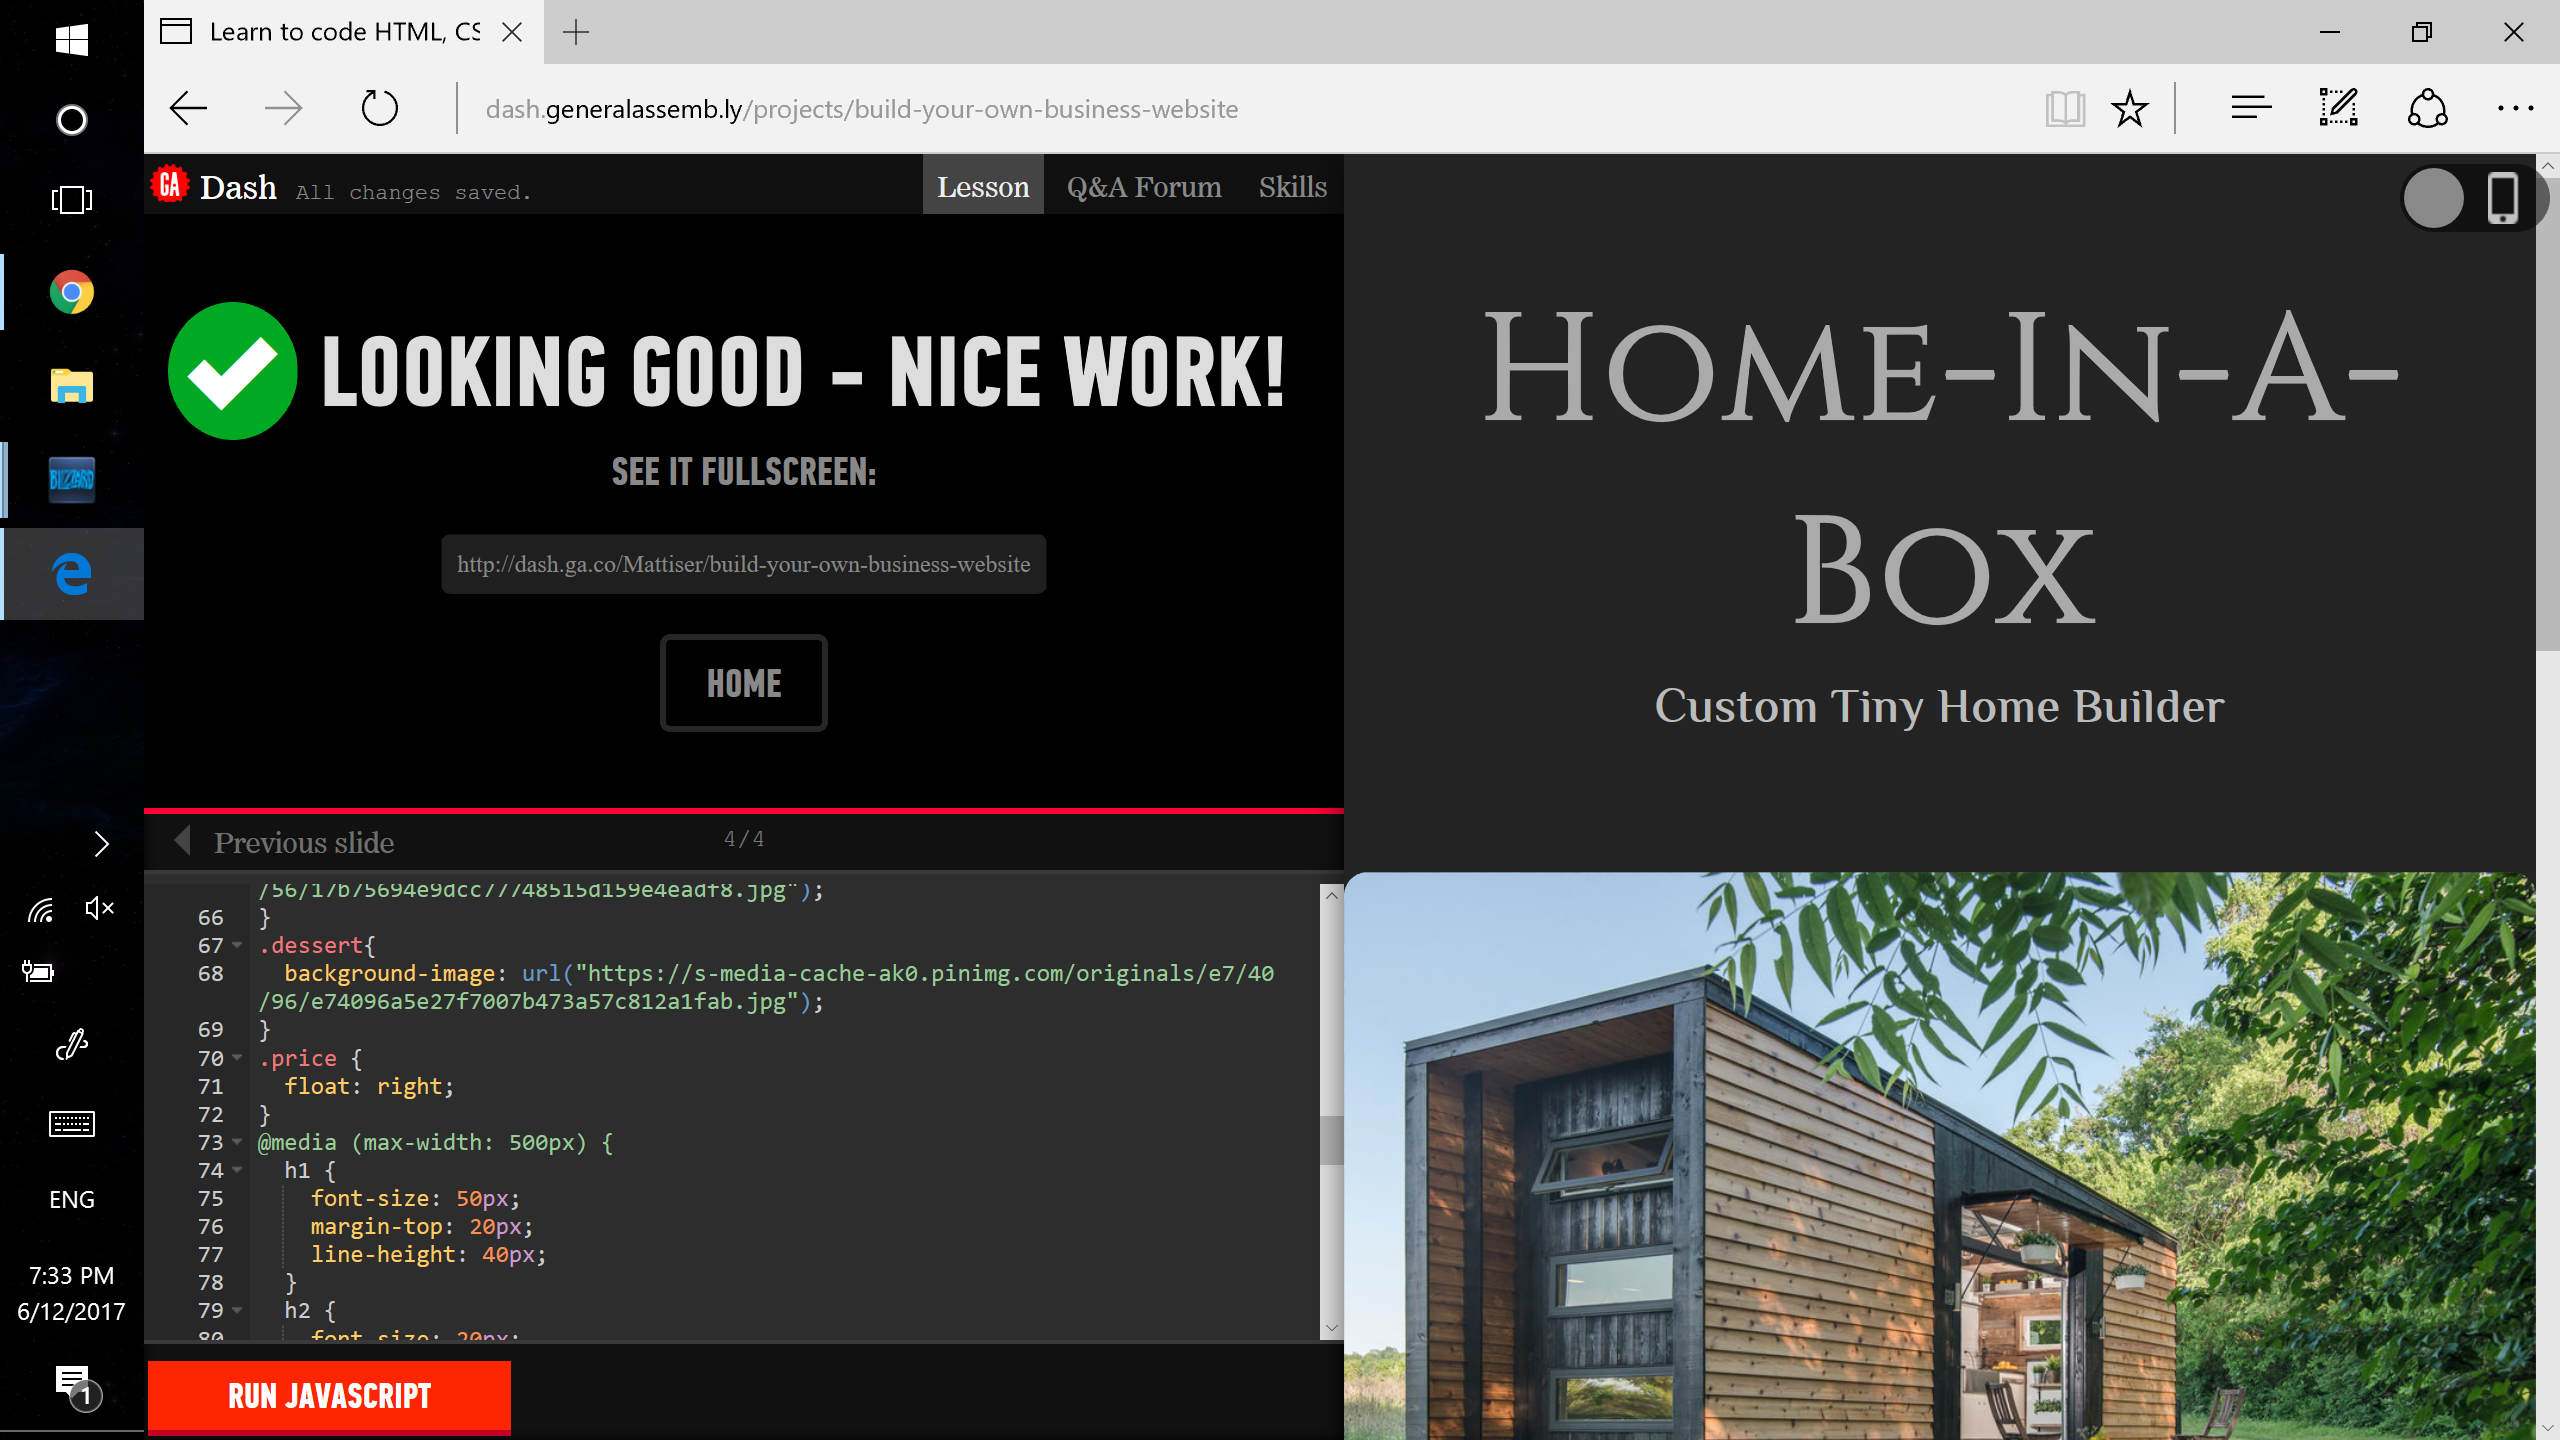 Learn to code HTML, CS
dash.generalassemb.ly/projects/build-your-own-business-website
GA Dash All changes saved. Lesson Q&A Forum Skills
LOOKING GOOD - NICE WORK!
SEE IT FULLSCREEN:
http://dash.ga.co/Mattiser/build-your-own-business-website
HOME
Previous slide 4/4
/56/17b75694e9dcc77748515d159e4eadf8.jpg");
66 }
67 .dessert{
68 background-image: url("https://s-media-cache-ak0.pinimg.com/originals/e7/40
/96/e74096a5e27f7007b473a57c812a1fab.jpg");
69 }
70 .price {
71 float: right;
72 }
73 @media (max-width: 500px) {
74 h1 {
75 font-size: 50px;
76 margin-top: 20px;
77 line-height: 40px;
78 }
79 h2 {
80 font-size: 20px;
RUN JAVASCRIPT
Home-In-A-
Box
Custom Tiny Home Builder
BLIZZARD
ENG
7:33 PM
6/12/2017
1